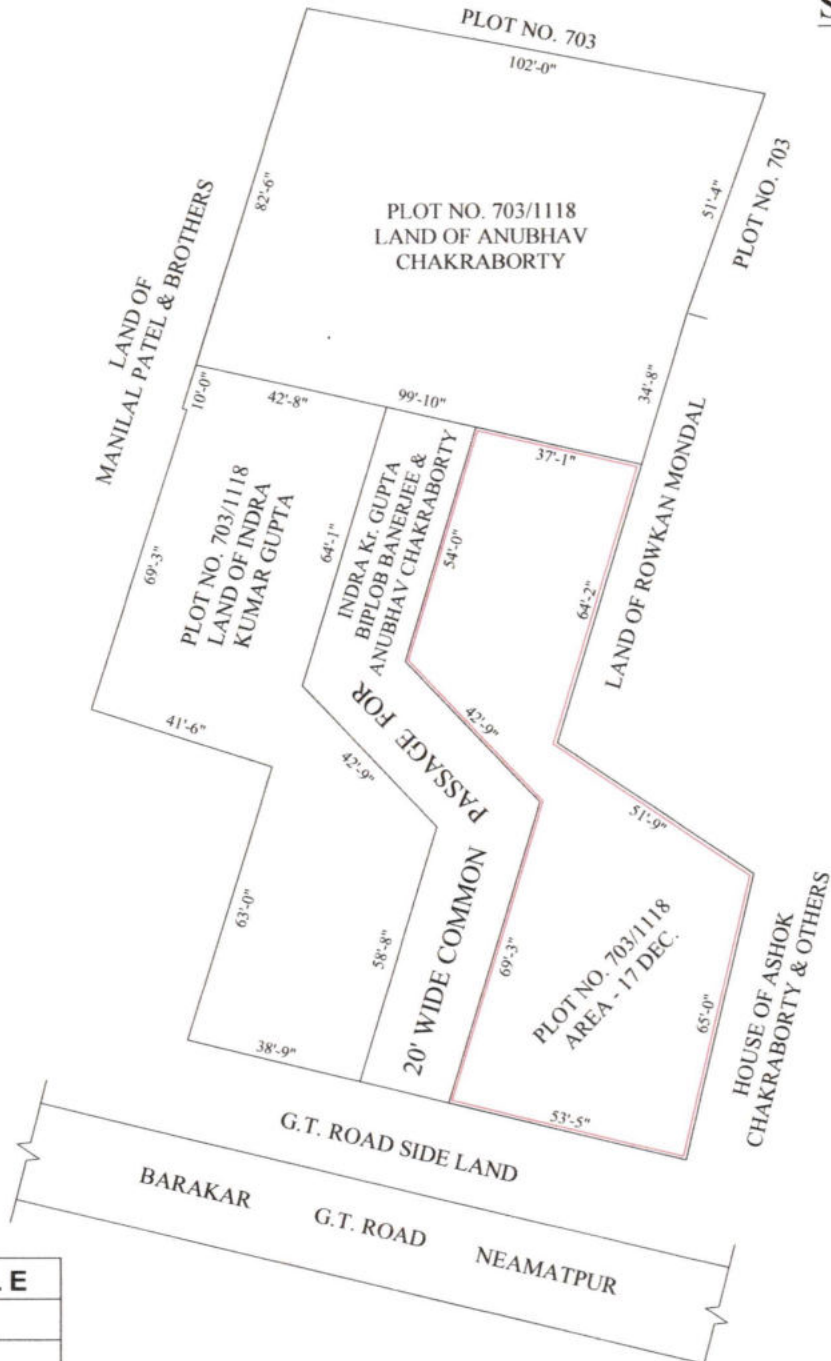 PLOT NO. 703
102'-0"
82'-6"
51'-4"
PLOT NO. 703
PLOT NO. 703/1118
LAND OF ANUBHAV
CHAKRABORTY
LAND OF
MANILAL PATEL & BROTHERS
34'-8"
10'-0"
42'-8"
99'-10"
37'-1"
LAND OF ROWKAN MONDAL
69'-3"
PLOT NO. 703/1118
LAND OF INDRA
KUMAR GUPTA
64'-1"
INDRA Kr. GUPTA
BIPLOB BANERJEE &
ANUBHAV CHAKRABORTY
54'-0"
64'-2"
41'-6"
42'-9"
20' WIDE COMMON PASSAGE FOR
42'-9"
51'-9"
63'-0"
58'-8"
69'-3"
PLOT NO. 703/1118
AREA - 17 DEC.
65'-0"
HOUSE OF ASHOK
CHAKRABORTY & OTHERS
38'-9"
53'-5"
G.T. ROAD SIDE LAND
BARAKAR G.T. ROAD NEAMATPUR